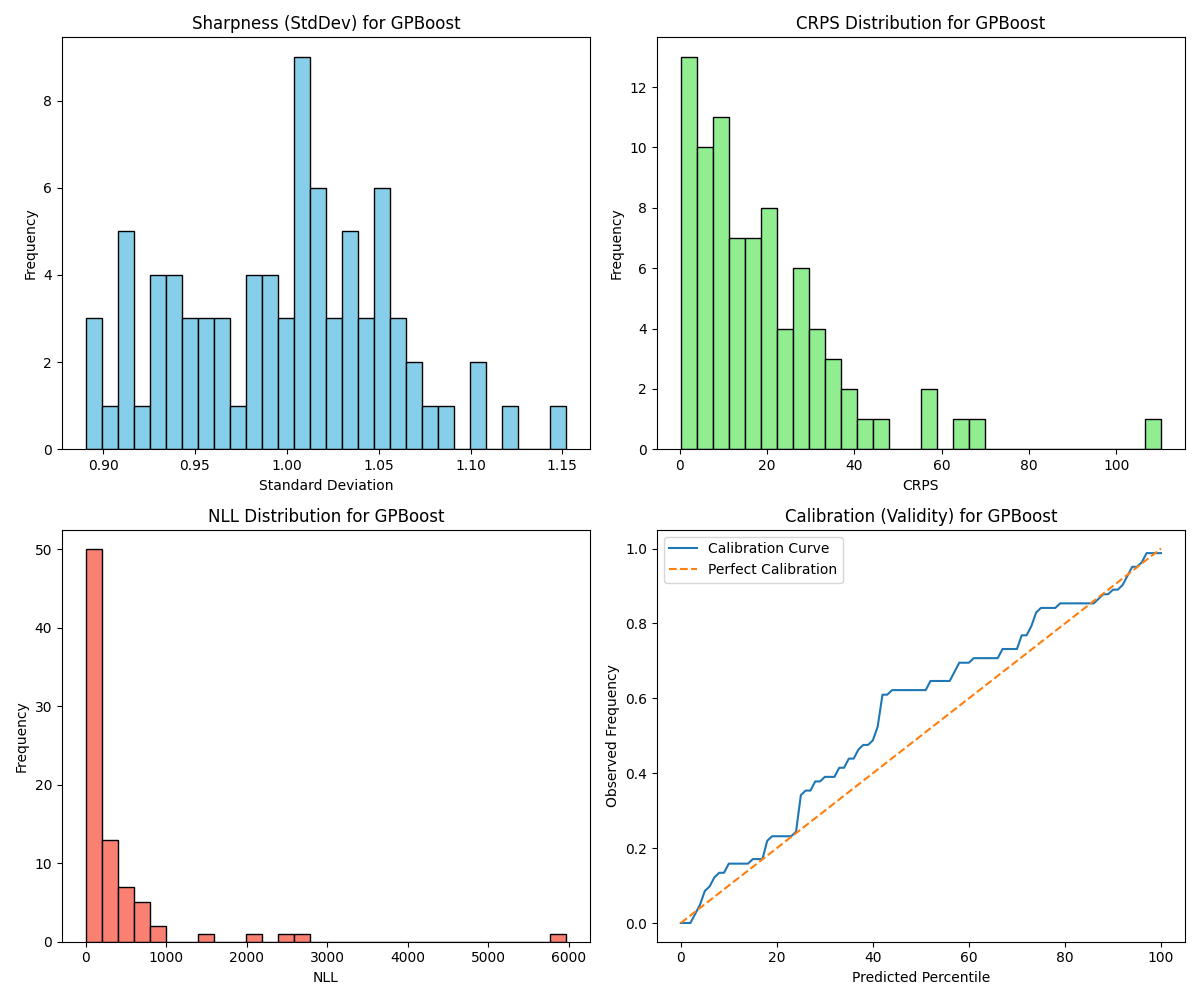 Sharpness (StdDev) for GPBoost
Frequency
8
6
4
2
0
0.90 0.95 1.00 1.05 1.10 1.15
Standard Deviation
CRPS Distribution for GPBoost
Frequency
12
10
8
6
4
2
0
0 20 40 60 80 100
CRPS
NLL Distribution for GPBoost
Frequency
50
40
30
20
10
0
0 1000 2000 3000 4000 5000 6000
NLL
Calibration (Validity) for GPBoost
Calibration Curve
Perfect Calibration
Observed Frequency
1.0
0.8
0.6
0.4
0.2
0.0
0 20 40 60 80 100
Predicted Percentile